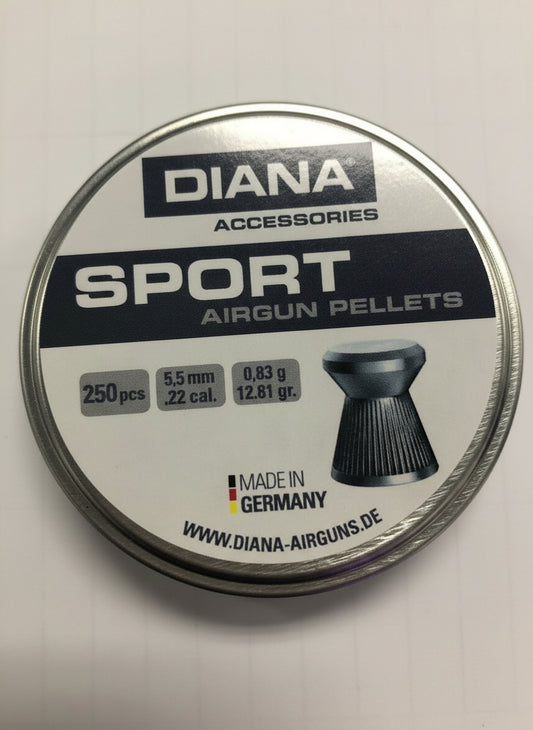 DIANA®
ACCESSORIES
SPORT
AIRGUN PELLETS
250 pcs
5,5 mm
.22 cal.
0,83 g
12.81 gr.
MADE IN
GERMANY
WWW.DIANA-AIRGUNS.DE